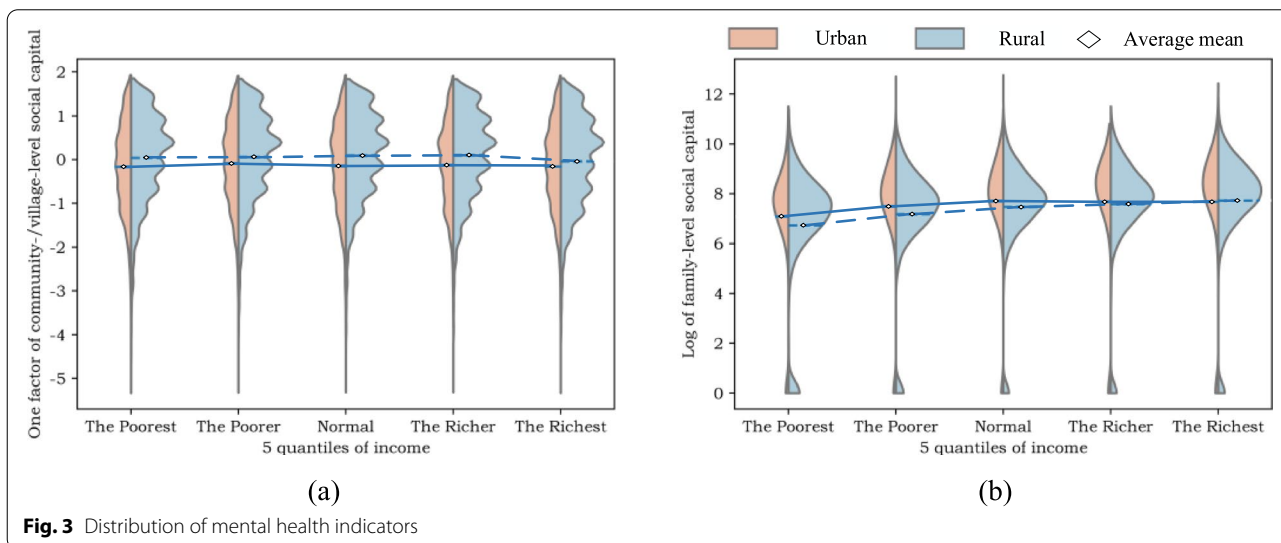 Urban Rural Average mean
One factor of community-/village-level social capital
2
1
0
-1
-2
-3
-4
-5
The Poorest The Poorer Normal The Richer The Richest
5 quantiles of income
(a)
Log of family-level social capital
12
10
8
6
4
2
0
The Poorest The Poorer Normal The Richer The Richest
5 quantiles of income
(b)
Fig. 3 Distribution of mental health indicators